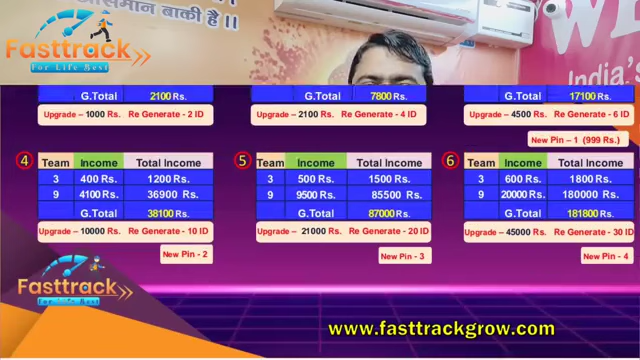 आसमान बाकी है।।
Fasttrack
For Life Best
India's
G.Total 2100 Rs.
Upgrade – 1000 Rs. Re Generate - 2 ID
G.Total 7800 Rs.
Upgrade – 2100 Rs. Re Generate - 4 ID
G.Total 17100 Rs.
Upgrade – 4500 Rs. Re Generate - 6 ID
New Pin – 1 (999 Rs.)
4
Team Income Total Income
3 400 Rs. 1200 Rs.
9 4100 Rs. 36900 Rs.
G.Total 38100 Rs.
Upgrade – 10000 Rs. Re Generate - 10 ID
New Pin - 2
5
Team Income Total Income
3 500 Rs. 1500 Rs.
9 9500 Rs. 85500 Rs.
G.Total 87000 Rs.
Upgrade – 21000 Rs. Re Generate - 20 ID
New Pin - 3
6
Team Income Total Income
3 600 Rs. 1800 Rs.
9 20000 Rs. 180000 Rs.
G.Total 181800 Rs.
Upgrade – 45000 Rs. Re Generate - 30 ID
New Pin - 4
Fasttrack
For Life Best
www.fasttrackgrow.com